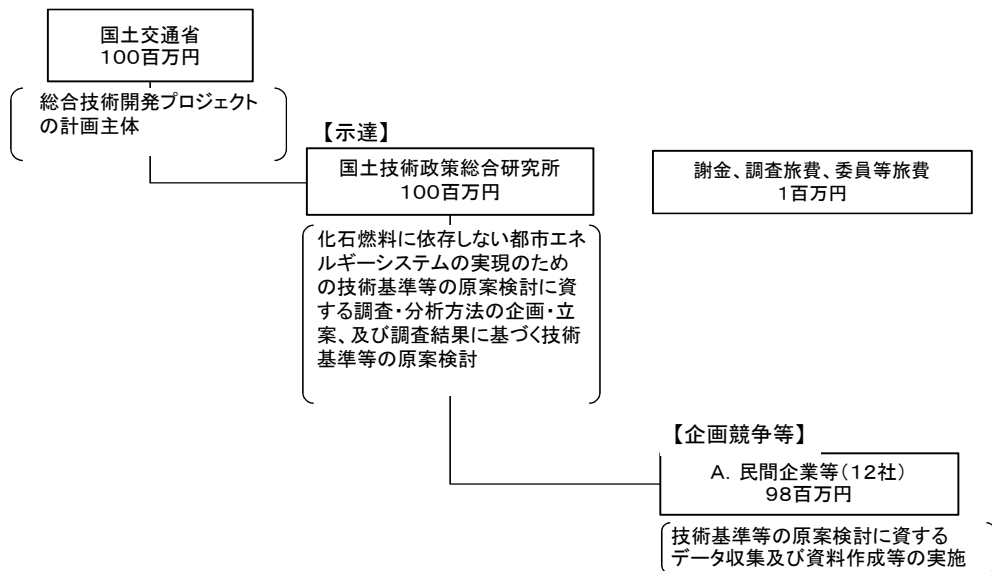 国土交通省
100百万円
総合技術開発プロジェクト
の計画主体
【示達】
国土技術政策総合研究所
100百万円
謝金、調査旅費、委員等旅費
1百万円
化石燃料に依存しない都市エネ
ルギーシステムの実現のため
の技術基準等の原案検討に資
する調査・分析方法の企画・立
案、及び調査結果に基づく技術
基準等の原案検討
【企画競争等】
A. 民間企業等(12社)
98百万円
技術基準等の原案検討に資する
データ収集及び資料作成等の実施